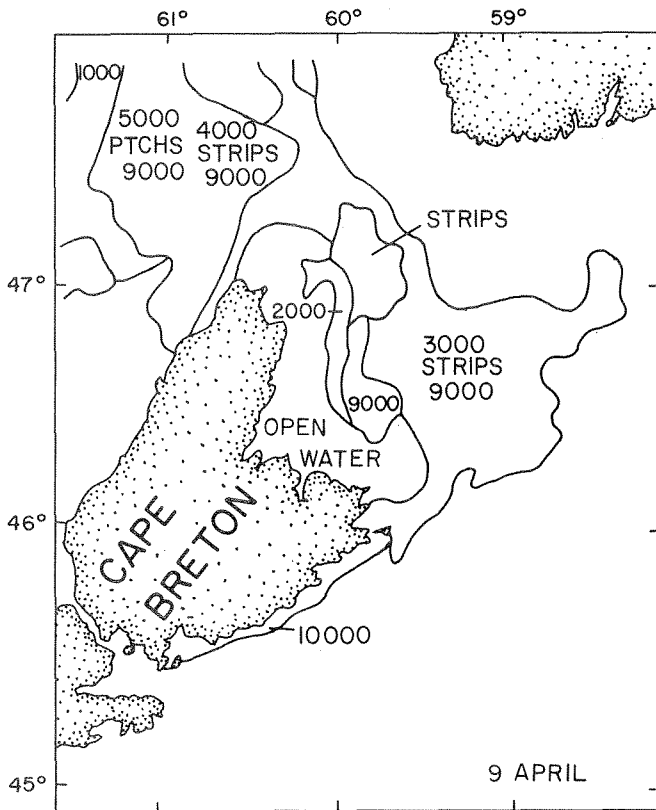 61° 60° 59°
1000
5000
PTCHS
9000
4000
STRIPS
9000
STRIPS
47°
2000
3000
STRIPS
9000
9000
OPEN
WATER
46°
CAPE
BRETON
10000
45°
9 APRIL